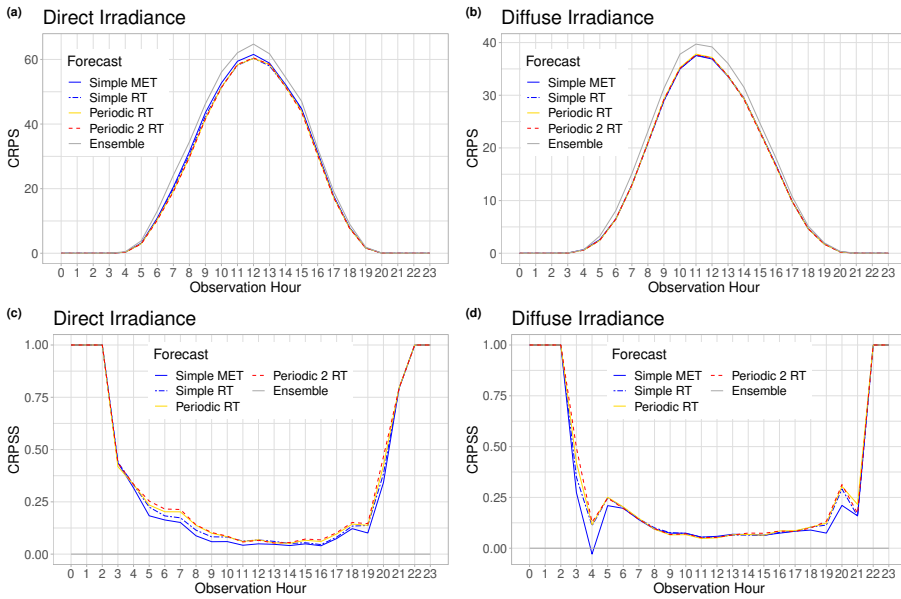 (a) Direct Irradiance
Forecast
Simple MET
Simple RT
Periodic RT
Periodic 2 RT
Ensemble
CRPS
60
40
20
0
0 1 2 3 4 5 6 7 8 9 10 11 12 13 14 15 16 17 18 19 20 21 22 23
Observation Hour
(b) Diffuse Irradiance
Forecast
Simple MET
Simple RT
Periodic RT
Periodic 2 RT
Ensemble
CRPS
40
30
20
10
0
0 1 2 3 4 5 6 7 8 9 10 11 12 13 14 15 16 17 18 19 20 21 22 23
Observation Hour
(c) Direct Irradiance
Forecast
Simple MET Periodic 2 RT
Simple RT Ensemble
Periodic RT
CRPSS
1.00
0.75
0.50
0.25
0.00
0 1 2 3 4 5 6 7 8 9 10 11 12 13 14 15 16 17 18 19 20 21 22 23
Observation Hour
(d) Diffuse Irradiance
Forecast
Simple MET Periodic 2 RT
Simple RT Ensemble
Periodic RT
CRPSS
1.00
0.75
0.50
0.25
0.00
0 1 2 3 4 5 6 7 8 9 10 11 12 13 14 15 16 17 18 19 20 21 22 23
Observation Hour